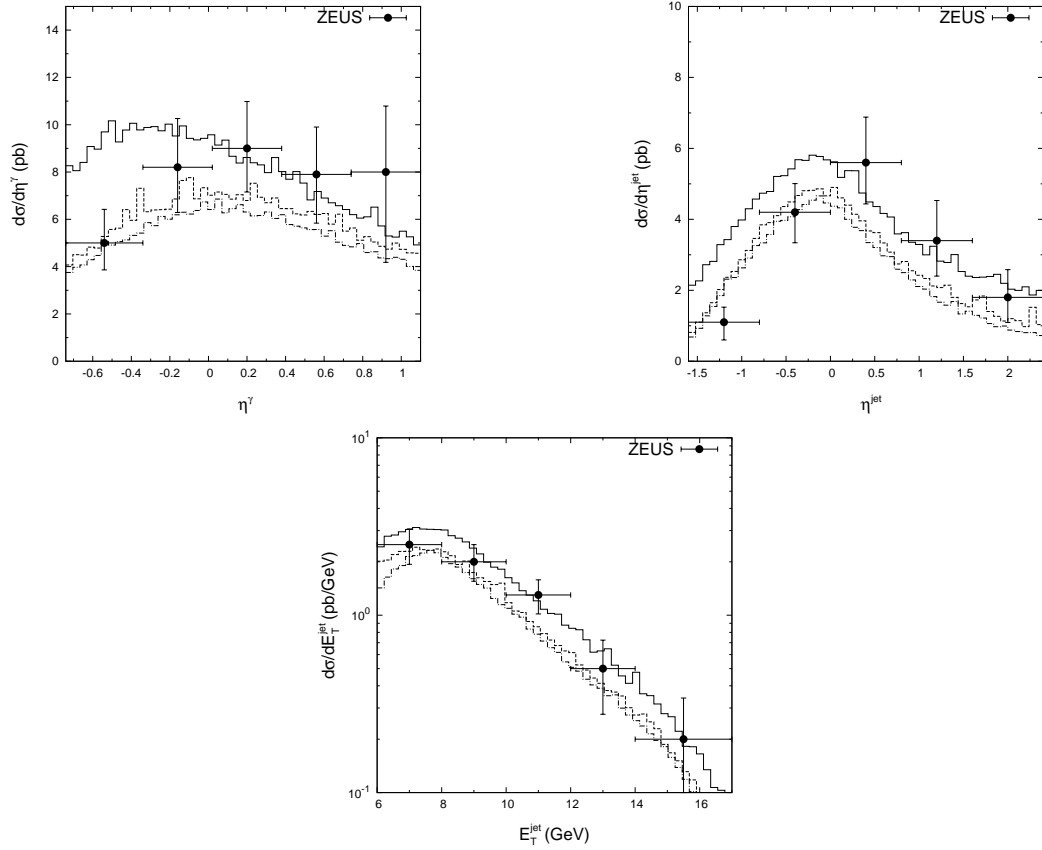 ZEUS
dσ/dη^γ (pb)
0 2 4 6 8 10 12 14
-0.6 -0.4 -0.2 0 0.2 0.4 0.6 0.8 1
η^γ
ZEUS
dσ/dη^jet (pb)
0 2 4 6 8 10
-1.5 -1 -0.5 0 0.5 1 1.5 2
η^jet
ZEUS
dσ/dE_T^jet (pb/GeV)
10^-1 10^0 10^1
6 8 10 12 14 16
E_T^jet (GeV)